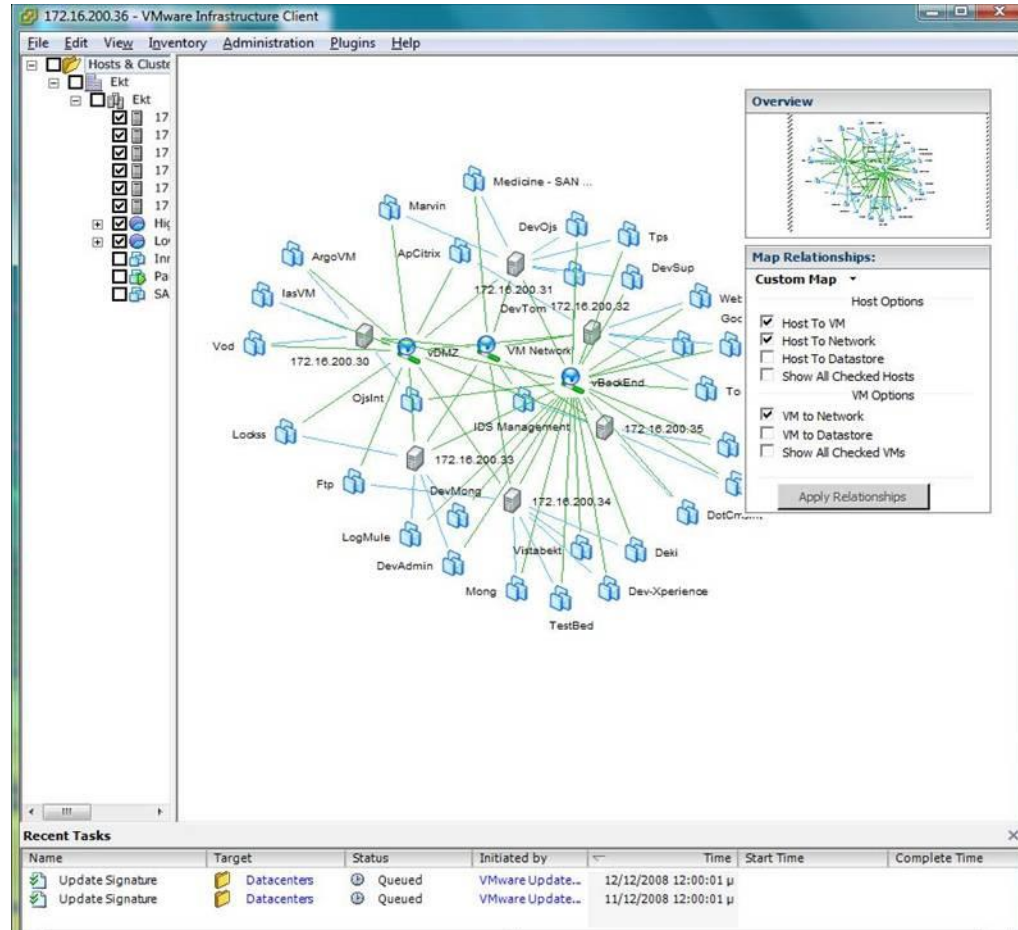 172.16.200.36 - VMware Infrastructure Client
File Edit View Inventory Administration Plugins Help
Hosts & Cluste
Ekt
Ekt
17
17
17
17
17
17
Hig
Lov
Inr
Pa
SA
Medicine - SAN ...
Marvin
DevOjs
Tps
ArgoVM
ApCitrix
DevSup
172.16.200.31
IasVM
DevTom
172.16.200.32
Web
Goc
Vod
vDMZ
VM Network
172.16.200.30
vBackEnd
To
OjsInt
IDS Management
172.16.200.35
Lockss
172.16.200.33
Ftp
DevMong
172.16.200.34
LogMule
Vistabekt
Deki
DevAdmin
Mong
Dev-Xperience
TestBed
Overview
Map Relationships:
Custom Map
Host Options
Host To VM
Host To Network
Host To Datastore
Show All Checked Hosts
VM Options
VM to Network
VM to Datastore
Show All Checked VMs
Apply Relationships
Recent Tasks
Name Target Status Initiated by Time Start Time Complete Time
Update Signature Datacenters Queued VMware Update... 12/12/2008 12:00:01 μ
Update Signature Datacenters Queued VMware Update... 11/12/2008 12:00:01 μ